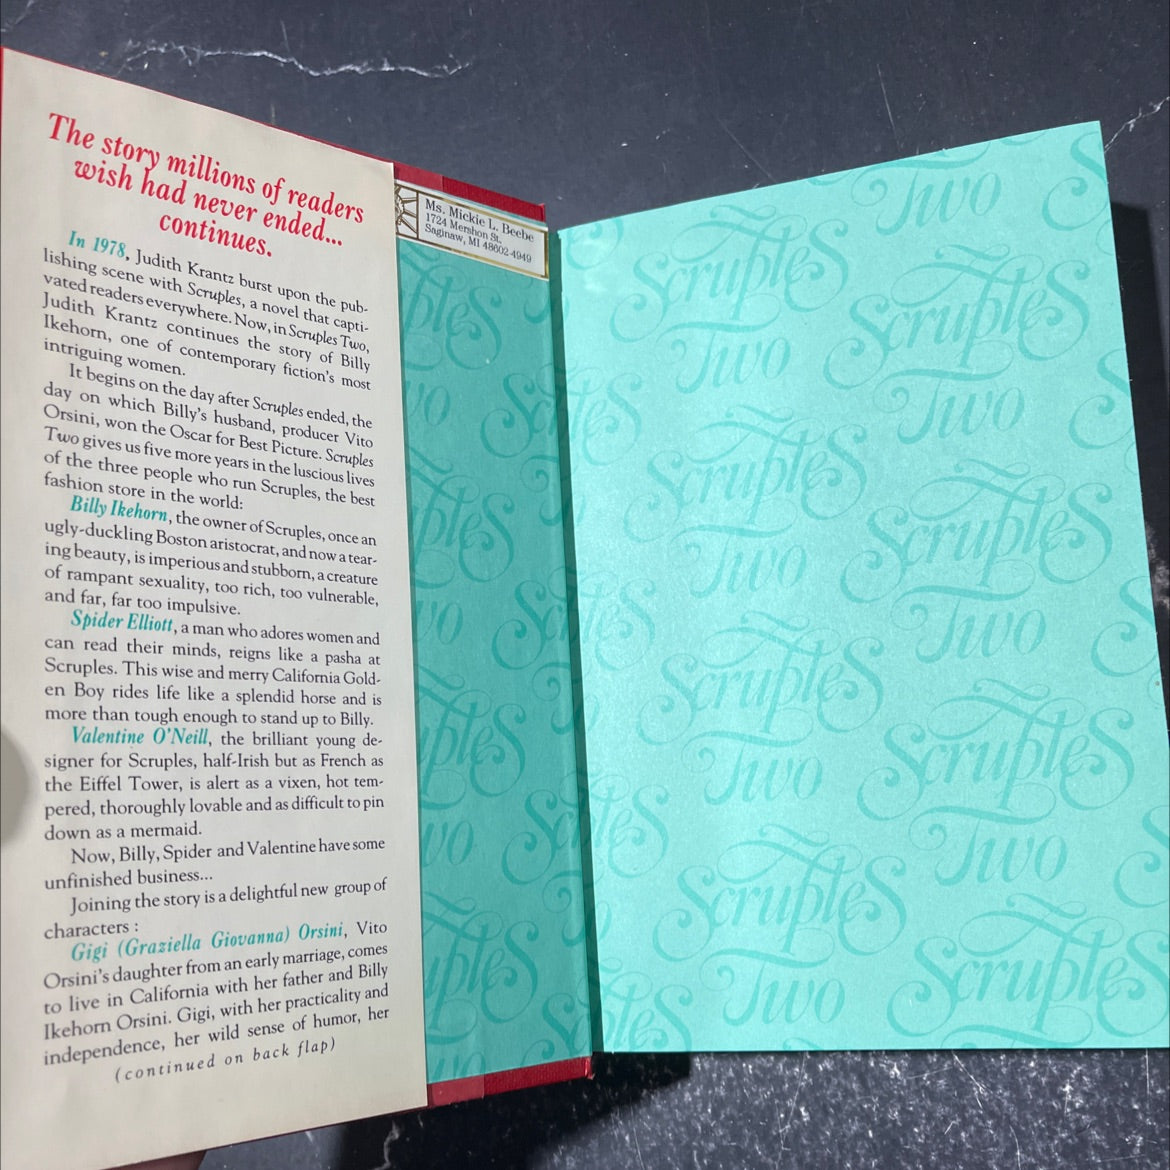 The story millions of readers
wish had never ended...
continues.
In 1978, Judith Krantz burst upon the pub-
lishing scene with Scruples, a novel that capti-
vated readers everywhere. Now, in Scruples Two,
Judith Krantz continues the story of Billy
Ikehorn, one of contemporary fiction's most
intriguing women.
It begins on the day after Scruples ended, the
day on which Billy's husband, producer Vito
Orsini, won the Oscar for Best Picture. Scruples
Two gives us five more years in the luscious lives
of the three people who run Scruples, the best
fashion store in the world:
Billy Ikehorn, the owner of Scruples, once an
ugly-duckling Boston aristocrat, and now a tear-
ing beauty, is imperious and stubborn, a creature
of rampant sexuality, too rich, too vulnerable,
and far, far too impulsive.
Spider Elliott, a man who adores women and
can read their minds, reigns like a pasha at
Scruples. This wise and merry California Gold-
en Boy rides life like a splendid horse and is
more than tough enough to stand up to Billy.
Valentine O'Neill, the brilliant young de-
signer for Scruples, half-Irish but as French as
the Eiffel Tower, is alert as a vixen, hot tem-
pered, thoroughly lovable and as difficult to pin
down as a mermaid.
Now, Billy, Spider and Valentine have some
unfinished business...
Joining the story is a delightful new group of
characters :
Gigi (Graziella Giovanna) Orsini, Vito
Orsini's daughter from an early marriage, comes
to live in California with her father and Billy
Ikehorn Orsini. Gigi, with her practicality and
independence, her wild sense of humor, her
(continued on back flap)
Ms. Mickie L. Beebe
1724 Mershon St.
Saginaw, MI 48602-4949
Two
Scruples
Two
Scruples
Two
Scruples
Two
Scruples
Two
Scruples
Two
Scruples
Two
Scruples
Two
Scruples